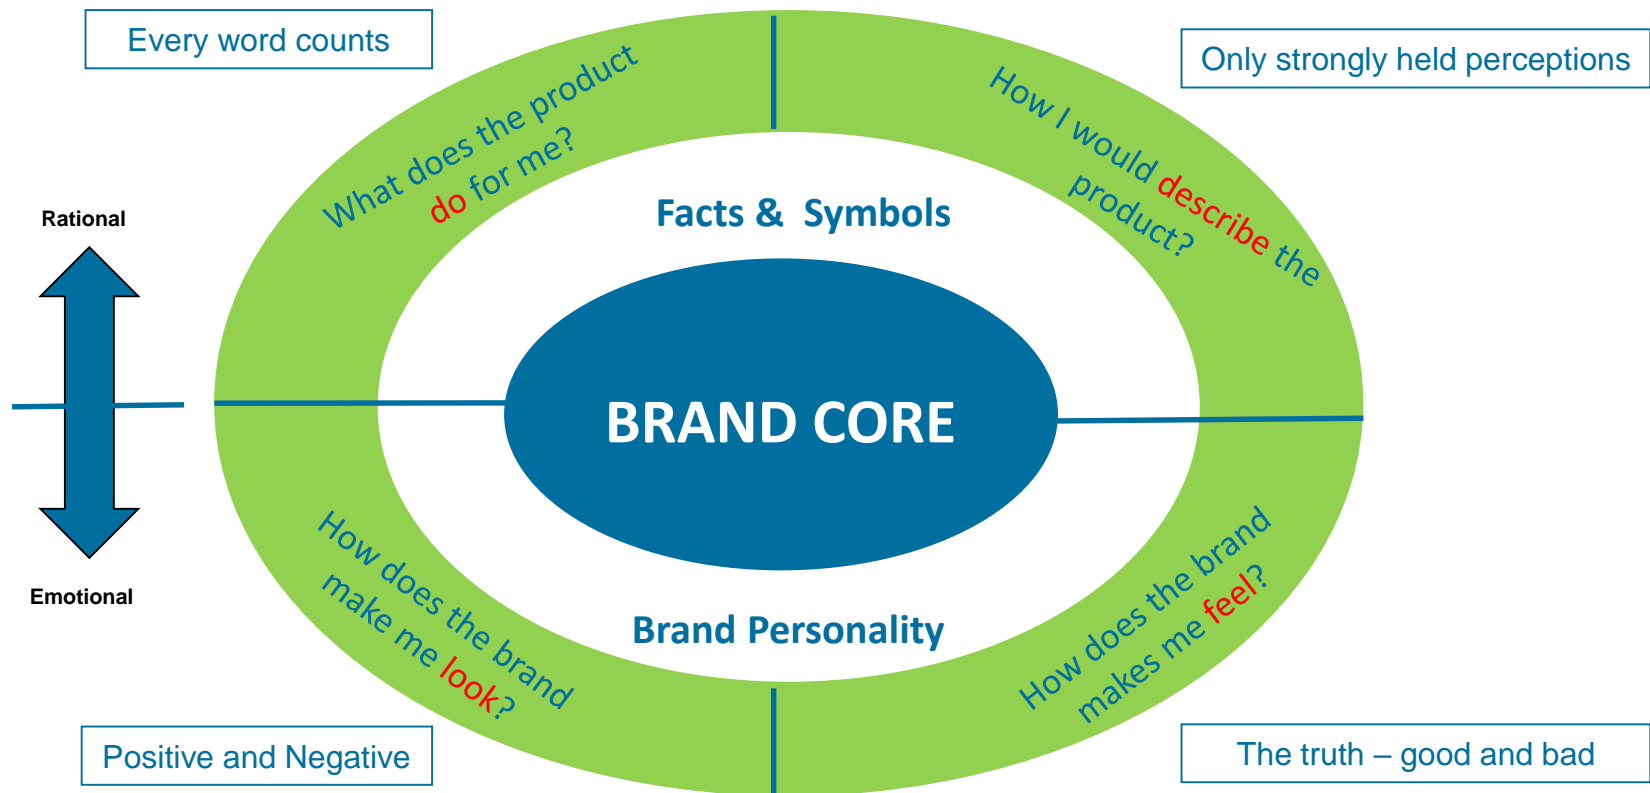 Every word counts
Only strongly held perceptions
What does the product
do for me?
How I would describe the
product?
Rational
Facts &  Symbols
BRAND CORE
Emotional
How does the brand
make me look?
Brand Personality
How does the brand
makes me feel?
Positive and Negative
The truth – good and bad